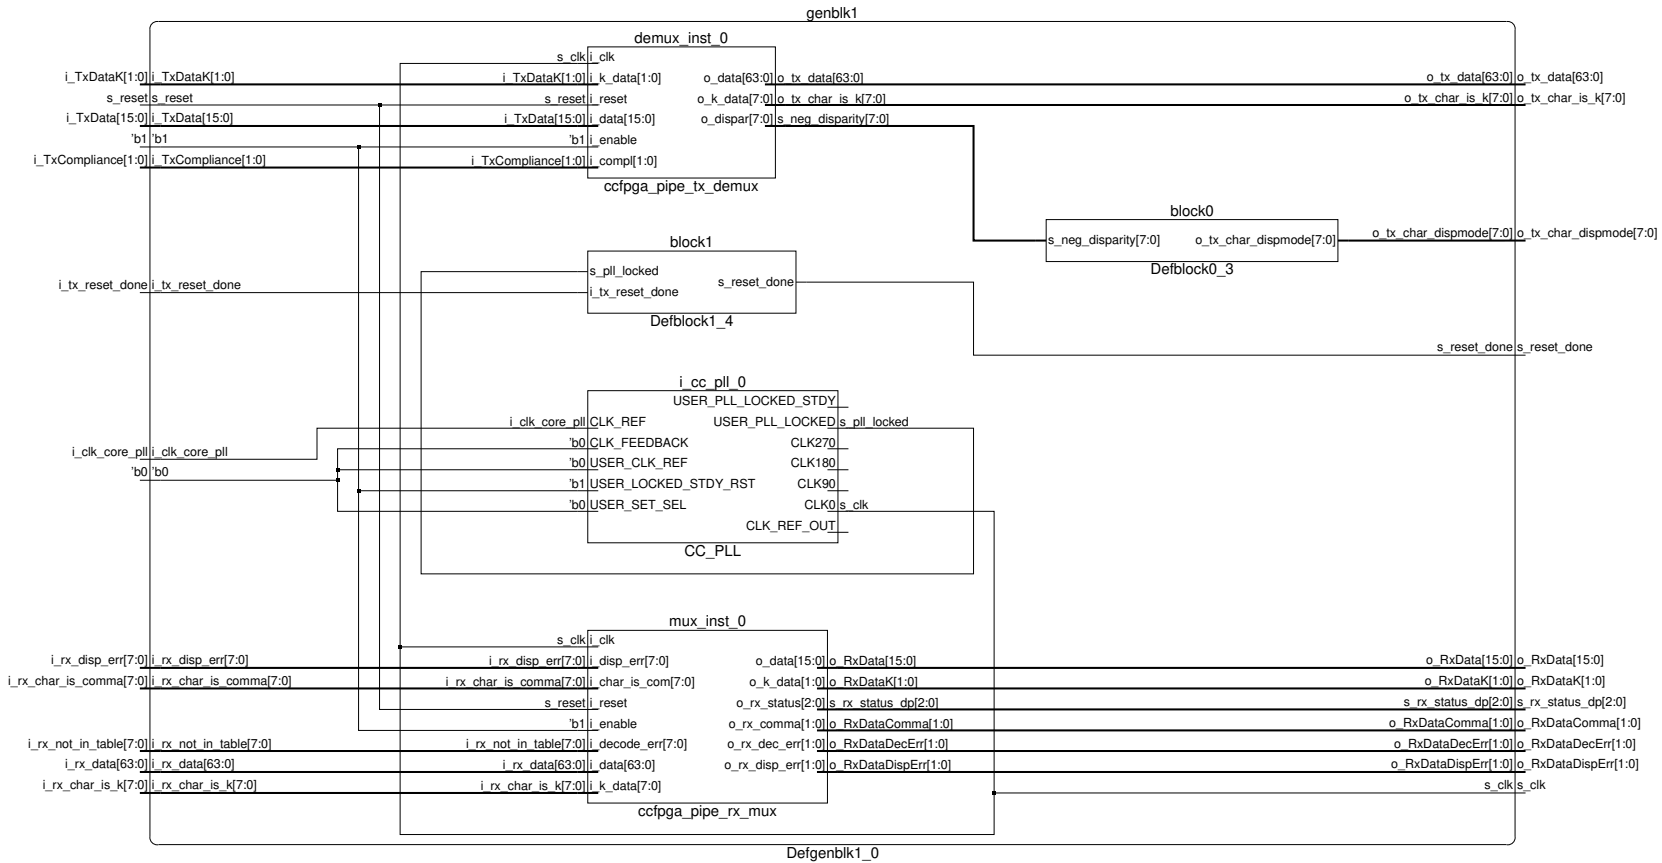 genblk1
demux_inst_0
s_clk i_clk
i_TxDataK[1:0] i_TxDataK[1:0] i_TxDataK[1:0] i_k_data[1:0] o_data[63:0] o_tx_data[63:0] o_tx_data[63:0] o_tx_data[63:0]
s_reset s_reset s_reset i_reset o_k_data[7:0] o_tx_char_is_k[7:0] o_tx_char_is_k[7:0] o_tx_char_is_k[7:0]
i_TxData[15:0] i_TxData[15:0] i_TxData[15:0] i_data[15:0] o_dispar[7:0] s_neg_disparity[7:0]
'b1 'b1 'b1 i_enable
i_TxCompliance[1:0] i_TxCompliance[1:0] i_TxCompliance[1:0] i_compl[1:0]
ccfpga_pipe_tx_demux
block0
s_neg_disparity[7:0] o_tx_char_dispmode[7:0] o_tx_char_dispmode[7:0] o_tx_char_dispmode[7:0]
Defblock0_3
block1
s_pll_locked
i_tx_reset_done i_tx_reset_done i_tx_reset_done s_reset_done
Defblock1_4
s_reset_done s_reset_done
i_cc_pll_0
USER_PLL_LOCKED_STDY
i_clk_core_pll CLK_REF USER_PLL_LOCKED s_pll_locked
'b0 CLK_FEEDBACK CLK270
i_clk_core_pll i_clk_core_pll
'b0 USER_CLK_REF CLK180
'b0 'b0
'b1 USER_LOCKED_STDY_RST CLK90
'b0 USER_SET_SEL CLK0 s_clk
CLK_REF_OUT
CC_PLL
mux_inst_0
s_clk i_clk
i_rx_disp_err[7:0] i_rx_disp_err[7:0] i_rx_disp_err[7:0] i_disp_err[7:0] o_data[15:0] o_RxData[15:0] o_RxData[15:0] o_RxData[15:0]
i_rx_char_is_comma[7:0] i_rx_char_is_comma[7:0] i_rx_char_is_comma[7:0] i_char_is_com[7:0] o_k_data[1:0] o_RxDataK[1:0] o_RxDataK[1:0] o_RxDataK[1:0]
s_reset i_reset o_rx_status[2:0] s_rx_status_dp[2:0] s_rx_status_dp[2:0] s_rx_status_dp[2:0]
'b1 i_enable o_rx_comma[1:0] o_RxDataComma[1:0] o_RxDataComma[1:0] o_RxDataComma[1:0]
i_rx_not_in_table[7:0] i_rx_not_in_table[7:0] i_rx_not_in_table[7:0] i_decode_err[7:0] o_rx_dec_err[1:0] o_RxDataDecErr[1:0] o_RxDataDecErr[1:0] o_RxDataDecErr[1:0]
i_rx_data[63:0] i_rx_data[63:0] i_rx_data[63:0] i_data[63:0] o_rx_disp_err[1:0] o_RxDataDispErr[1:0] o_RxDataDispErr[1:0] o_RxDataDispErr[1:0]
i_rx_char_is_k[7:0] i_rx_char_is_k[7:0] i_rx_char_is_k[7:0] i_k_data[7:0] s_clk s_clk
ccfpga_pipe_rx_mux
Defgenblk1_0